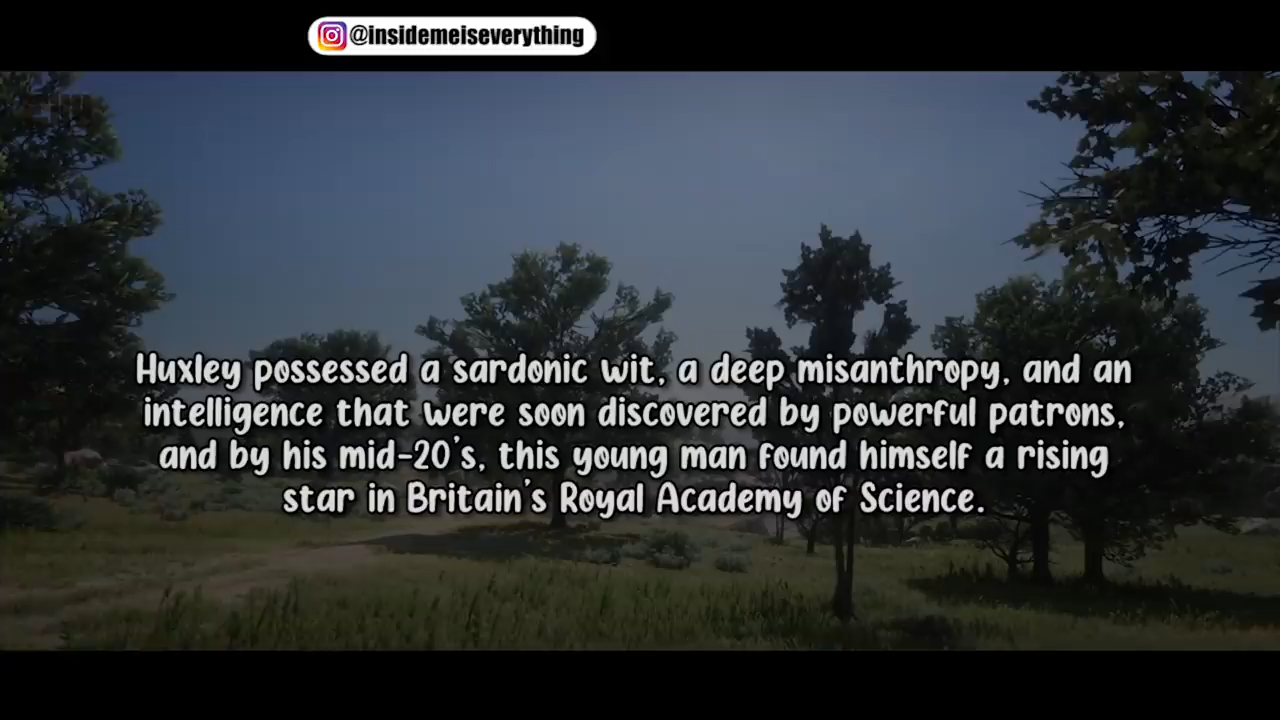 @insidemeiseverything
Huxley possessed a sardonic wit, a deep misanthropy, and an
intelligence that were soon discovered by powerful patrons,
and by his mid-20's, this young man found himself a rising
star in Britain's Royal Academy of Science.